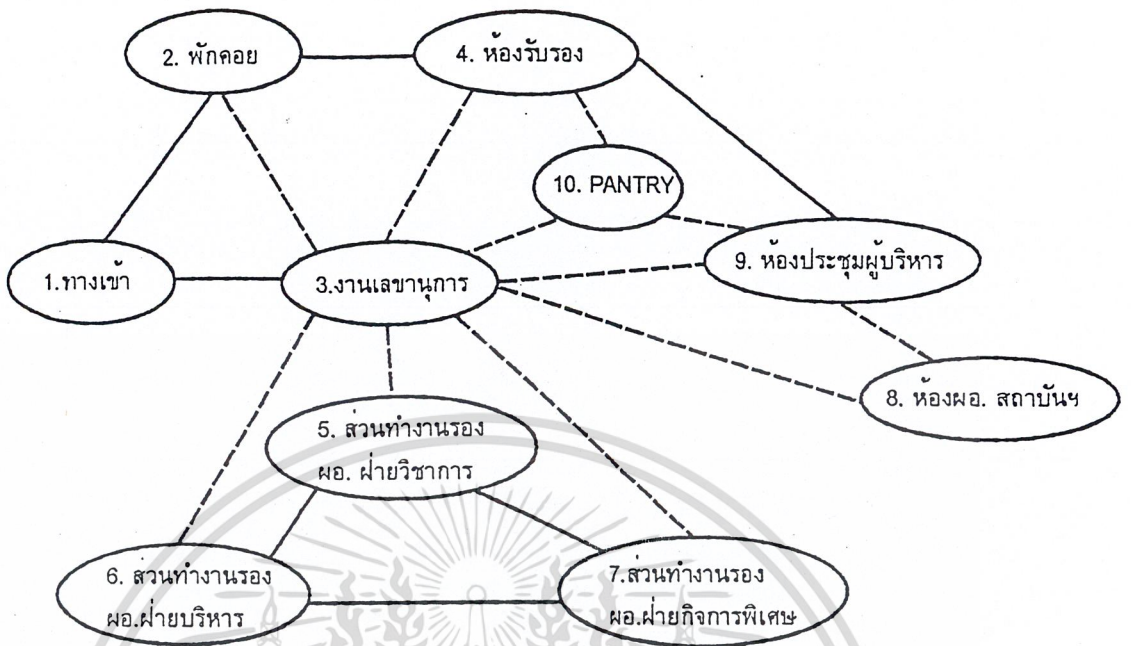 2. พักคอย
4. ห้องรับรอง
10. PANTRY
1.ทางเข้า
3.งานเลขานุการ
9. ห้องประชุมผู้บริหาร
8. ห้องผอ. สถาบันฯ
5. ส่วนทำงานรอง
ผอ. ฝ่ายวิชาการ
6. ส่วนทำงานรอง
ผอ.ฝ่ายบริหาร
7.ส่วนทำงานรอง
ผอ.ฝ่ายกิจการพิเศษ